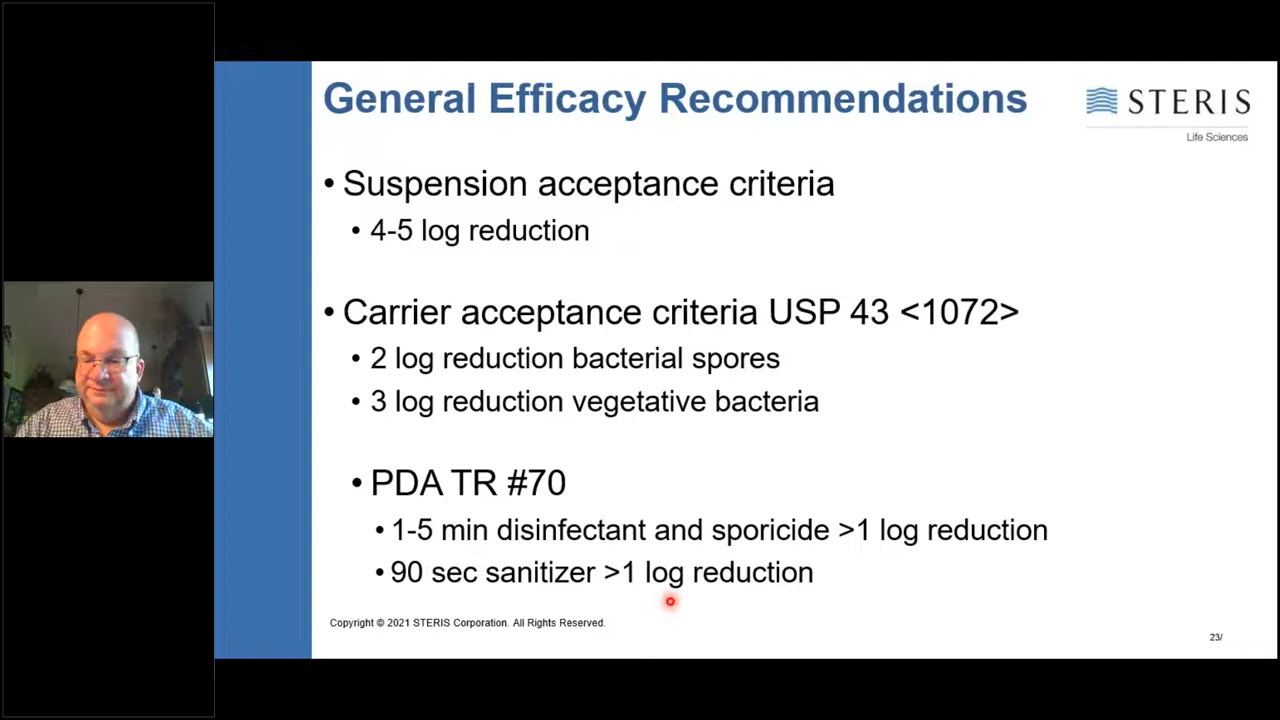 General Efficacy Recommendations
STERIS
Life Sciences
• Suspension acceptance criteria
• 4-5 log reduction
• Carrier acceptance criteria USP 43 <1072>
• 2 log reduction bacterial spores
• 3 log reduction vegetative bacteria
• PDA TR #70
• 1-5 min disinfectant and sporicide >1 log reduction
• 90 sec sanitizer >1 log reduction
Copyright © 2021 STERIS Corporation. All Rights Reserved.
23/